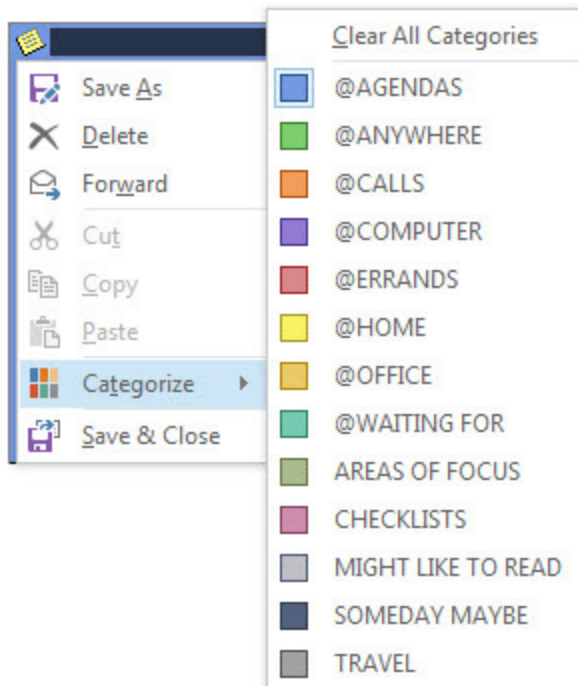 Save As
Delete
Forward
Cut
Copy
Paste
Categorize
Save & Close
Clear All Categories
@AGENDAS
@ANYWHERE
@CALLS
@COMPUTER
@ERRANDS
@HOME
@OFFICE
@WAITING FOR
AREAS OF FOCUS
CHECKLISTS
MIGHT LIKE TO READ
SOMEDAY MAYBE
TRAVEL